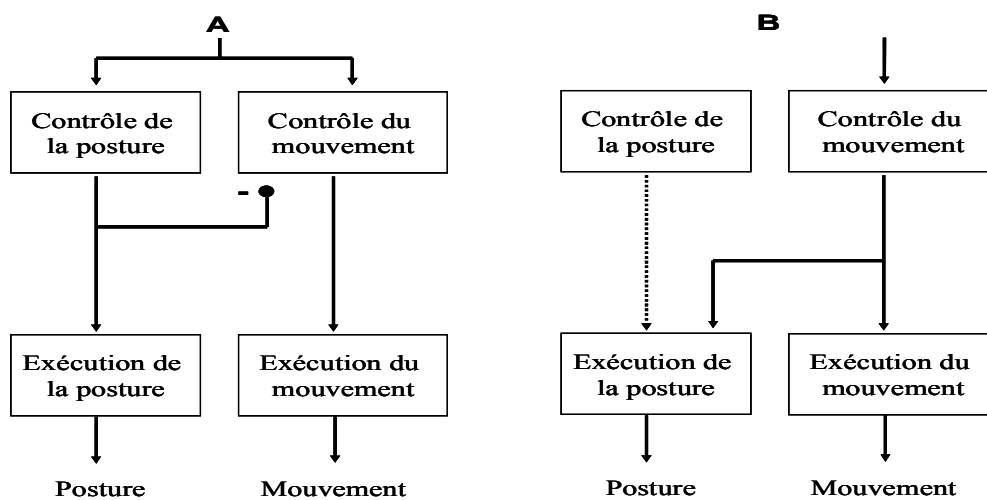 A
Contrôle de
la posture
Contrôle du
mouvement
-
Exécution de
la posture
Exécution du
mouvement
Posture
Mouvement
B
Contrôle de
la posture
Contrôle du
mouvement
Exécution de
la posture
Exécution du
mouvement
Posture
Mouvement